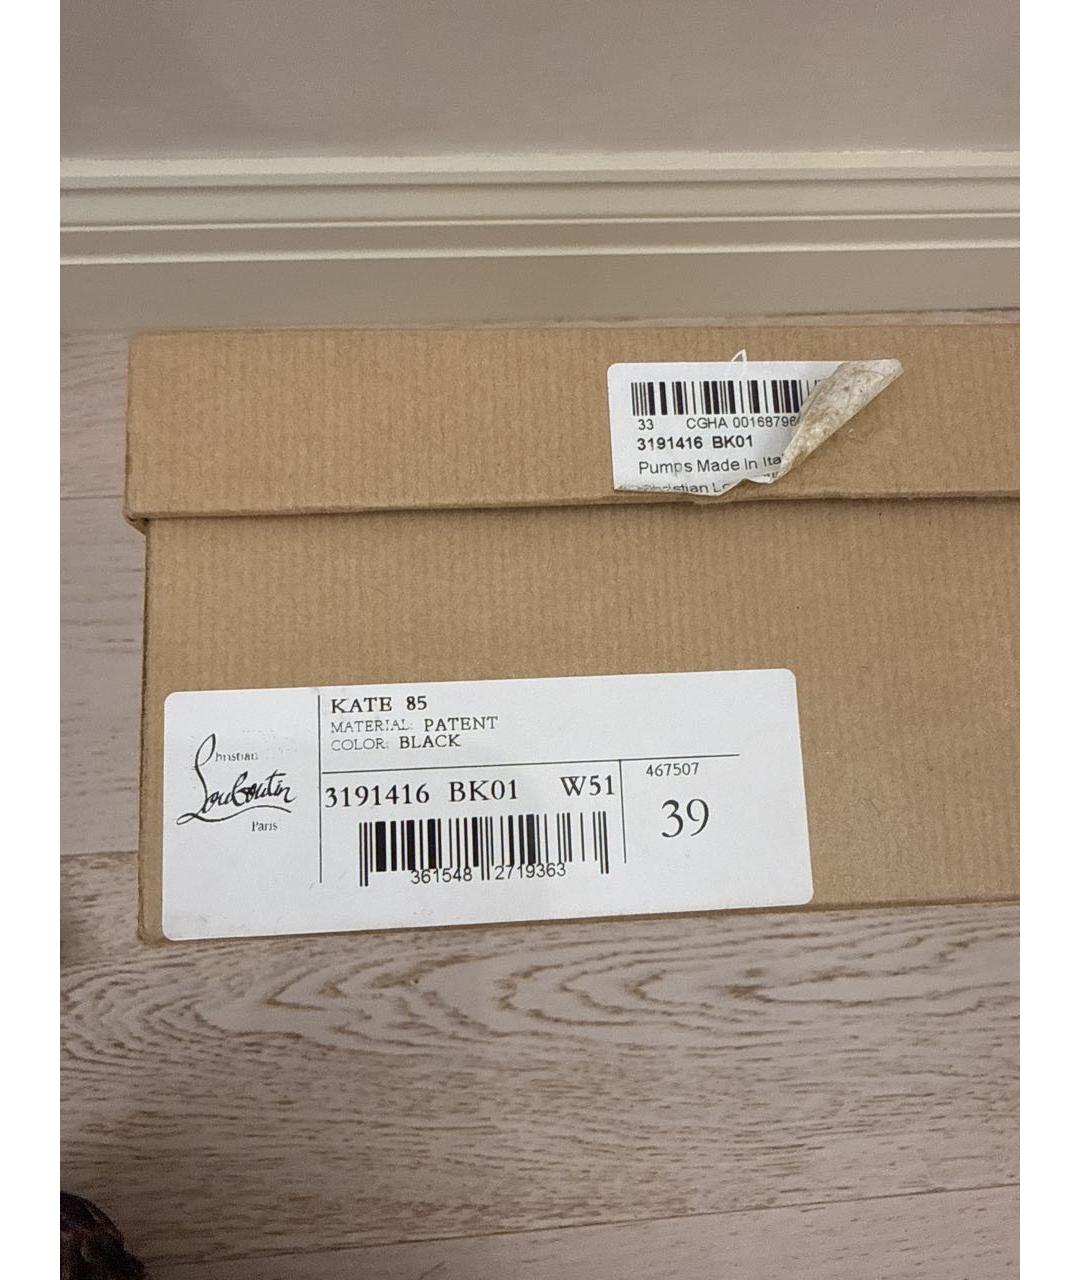 33 CGHA 00168796
3191416 BK01
Pumps Made In Ita
KATE 85
MATERIAL: PATENT
COLOR: BLACK
Christian
Louboutin
Paris
3191416 BK01 W51
467507
39
361548 2719363